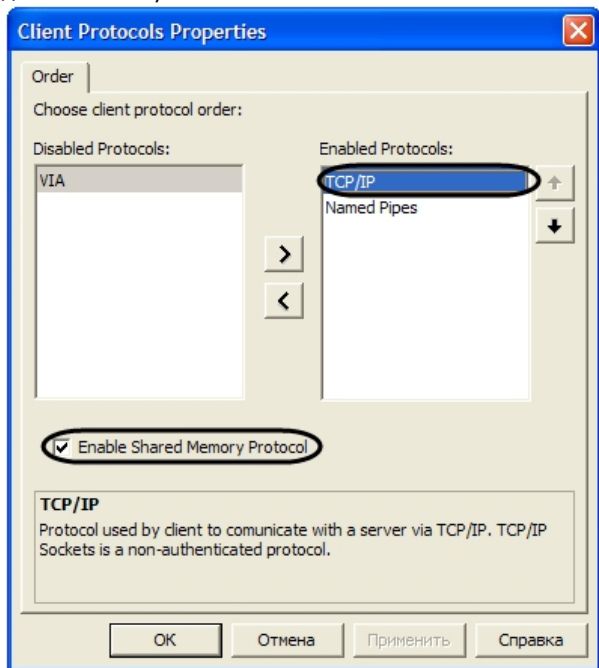 Client Protocols Properties
Order
Choose client protocol order:
Disabled Protocols:
Enabled Protocols:
VIA
TCP/IP
Named Pipes
>
<
Enable Shared Memory Protocol
TCP/IP
Protocol used by client to comunicate with a server via TCP/IP. TCP/IP
Sockets is a non-authenticated protocol.
OK
Отмена
Применить
Справка